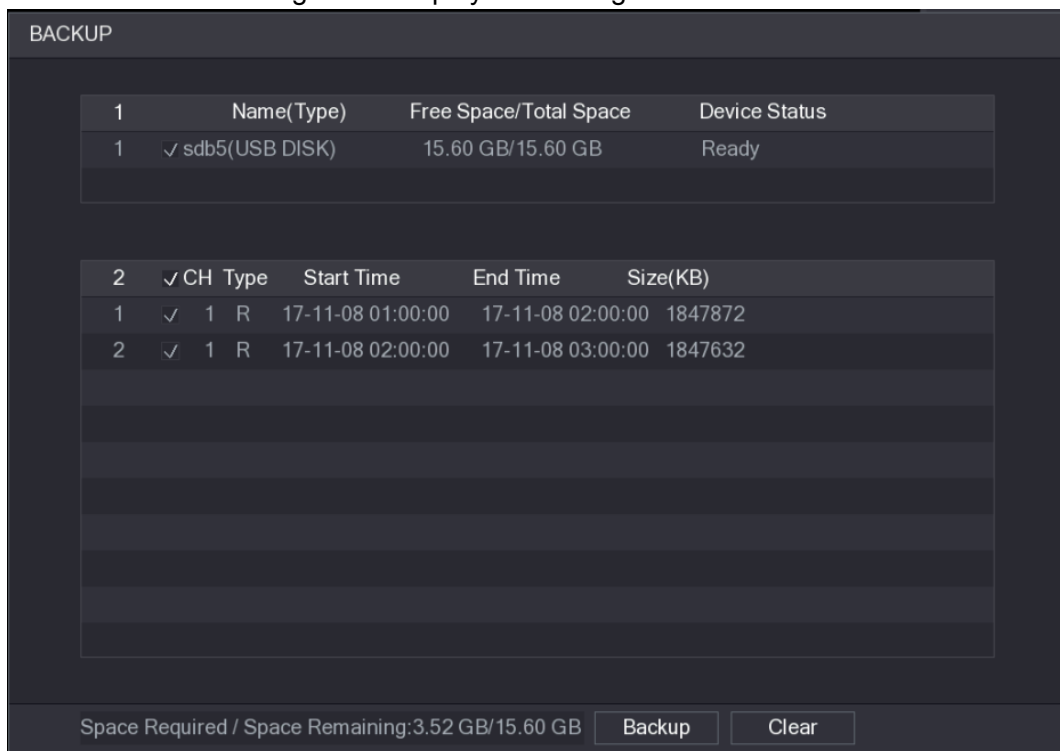 BACKUP
1 Name(Type) Free Space/Total Space Device Status
1 sdb5(USB DISK) 15.60 GB/15.60 GB Ready
2 CH Type Start Time End Time Size(KB)
1 1 R 17-11-08 01:00:00 17-11-08 02:00:00 1847872
2 1 R 17-11-08 02:00:00 17-11-08 03:00:00 1847632
Space Required / Space Remaining:3.52 GB/15.60 GB Backup Clear